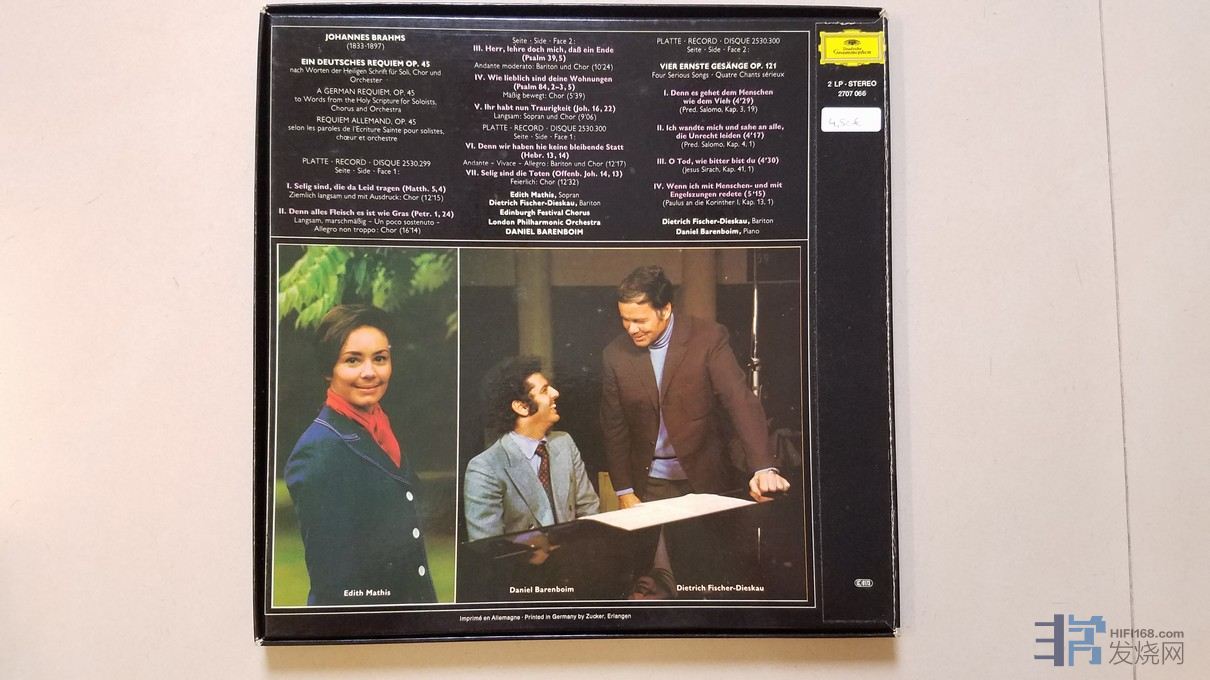 JOHANNES BRAHMS
(1833-1897)
EIN DEUTSCHES REQUIEM OP. 45
nach Worten der Heiligen Schrift für Soli, Chor und
Orchester
A GERMAN REQUIEM, OP. 45
to Words from the Holy Scripture for Soloists,
Chorus and Orchestra
REQUIEM ALLEMAND, OP. 45
selon les paroles de l'Ecriture Sainte pour solistes,
chœur et orchestre
PLATTE · RECORD · DISQUE 2530.299
Seite · Side · Face 1:
I. Selig sind, die da Leid tragen (Matth. 5,4)
Ziemlich langsam und mit Ausdruck: Chor (12'15)
II. Denn alles Fleisch es ist wie Gras (Petr. 1, 24)
Langsam, marschmäßig – Un poco sostenuto –
Allegro non troppo: Chor (16'14)
Seite · Side · Face 2:
III. Herr, lehre doch mich, daß ein Ende
(Psalm 39,5)
Andante moderato: Bariton und Chor (10'24)
IV. Wie lieblich sind deine Wohnungen
(Psalm 84, 2–3, 5)
Mäßig bewegt: Chor (5'39)
V. Ihr habt nun Traurigkeit (Joh. 16, 22)
Langsam: Sopran und Chor (9'06)
PLATTE · RECORD · DISQUE 2530.300
Seite · Side · Face 1:
VI. Denn wir haben hie keine bleibende Statt
(Hebr. 13, 14)
Andante – Vivace – Allegro: Bariton und Chor (12'17)
VII. Selig sind die Toten (Offenb. Joh. 14, 13)
Feierlich: Chor (12'32)
Edith Mathis, Sopran
Dietrich Fischer-Dieskau, Bariton
Edinburgh Festival Chorus
London Philharmonic Orchestra
DANIEL BARENBOIM
PLATTE · RECORD · DISQUE 2530.300
Seite · Side · Face 2:
VIER ERNSTE GESÄNGE OP. 121
Four Serious Songs · Quatre Chants sérieux
I. Denn es gehet dem Menschen
wie dem Vieh (4'29)
(Pred. Salomo, Kap. 3, 19)
II. Ich wandte mich und sahe an alle,
die Unrecht leiden (4'17)
(Pred. Salomo, Kap. 4, 1)
III. O Tod, wie bitter bist du (4'30)
(Jesus Sirach, Kap. 41, 1)
IV. Wenn ich mit Menschen- und mit
Engelszungen redete (5'15)
(Paulus an die Korinther I, Kap. 13, 1)
Dietrich Fischer-Dieskau, Bariton
Daniel Barenboim, Piano
Deutsche
Grammophon
2 LP · STEREO
2707 066
Edith Mathis
Daniel Barenboim
Dietrich Fischer-Dieskau
Imprimé en Allemagne · Printed in Germany by Zucker, Erlangen
HIFI168.com
发烧网